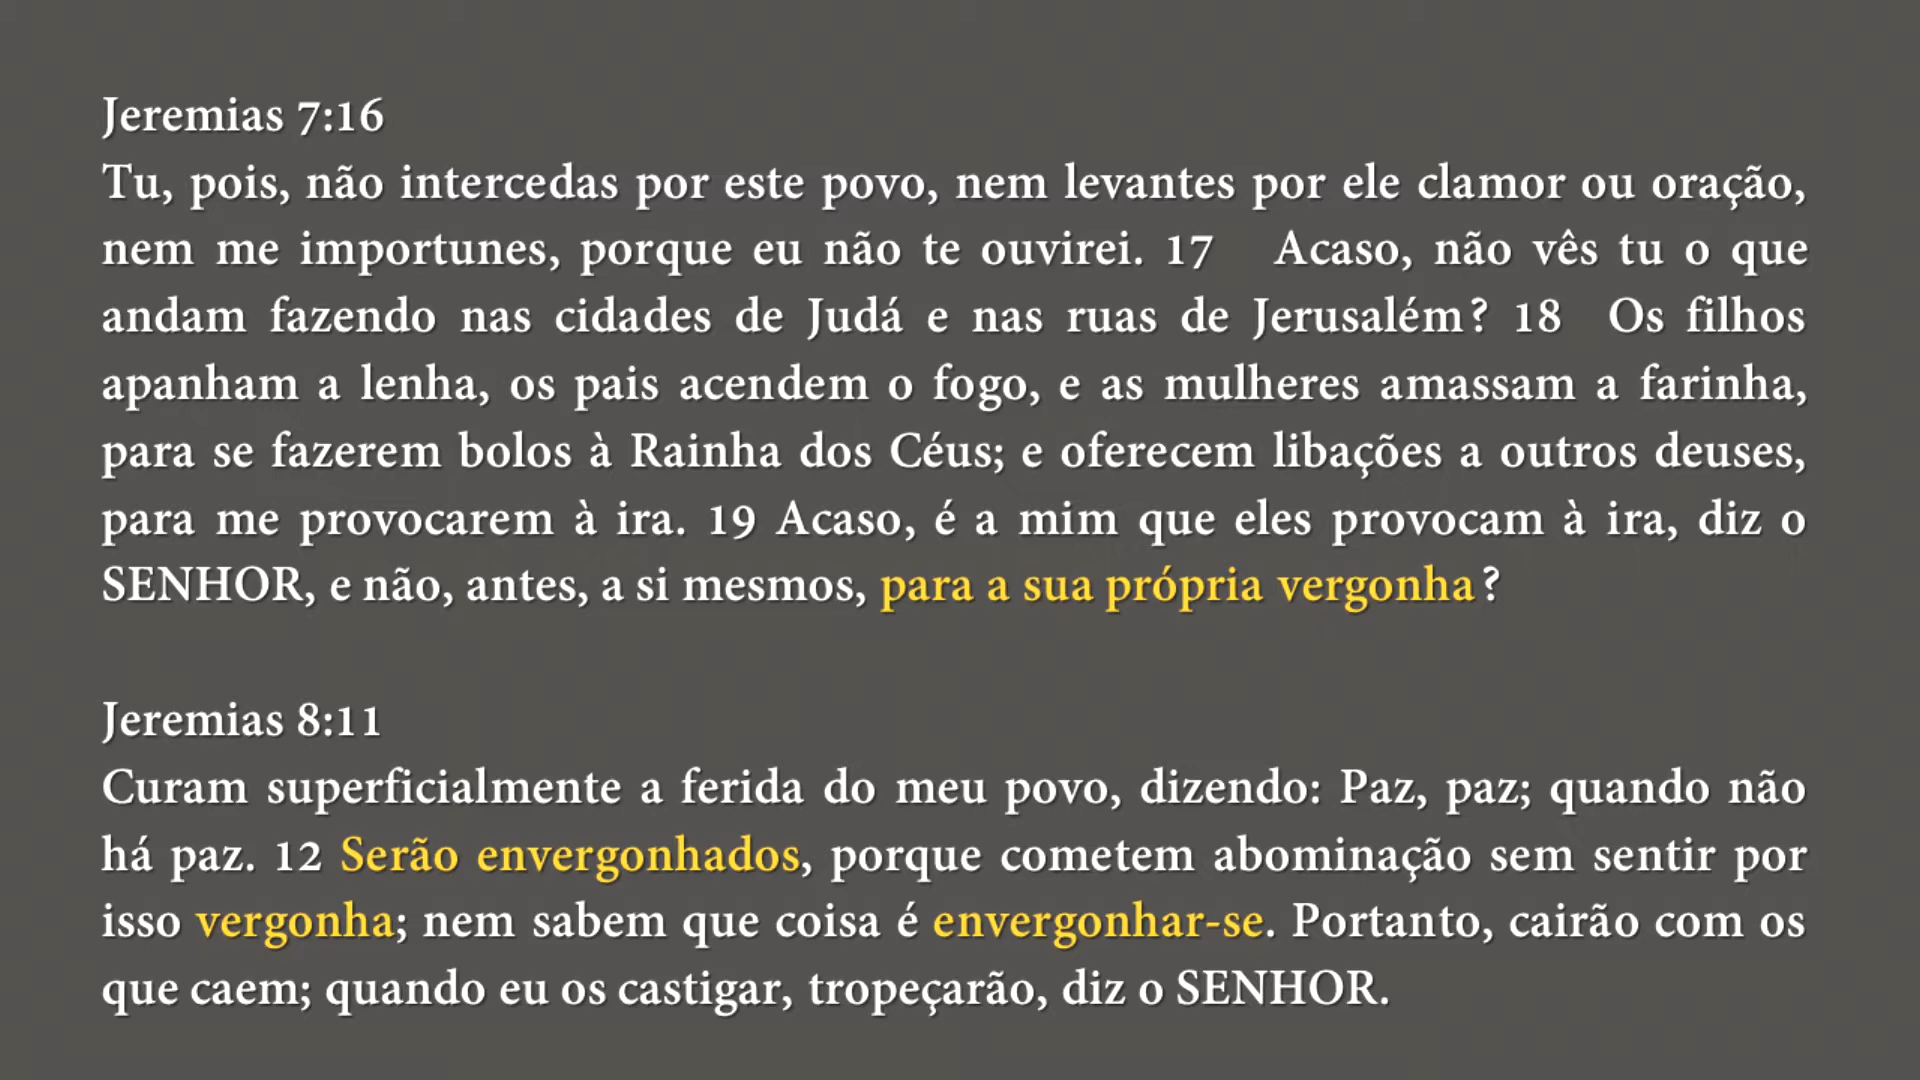 Jeremias 7:16
Tu, pois, não intercedas por este povo, nem levantes por ele clamor ou oração,
nem me importunes, porque eu não te ouvirei. 17 Acaso, não vês tu o que
andam fazendo nas cidades de Judá e nas ruas de Jerusalém? 18 Os filhos
apanham a lenha, os pais acendem o fogo, e as mulheres amassam a farinha,
para se fazerem bolos à Rainha dos Céus; e oferecem libações a outros deuses,
para me provocarem à ira. 19 Acaso, é a mim que eles provocam à ira, diz o
SENHOR, e não, antes, a si mesmos, para a sua própria vergonha?
Jeremias 8:11
Curam superficialmente a ferida do meu povo, dizendo: Paz, paz; quando não
há paz. 12 Serão envergonhados, porque cometem abominação sem sentir por
isso vergonha; nem sabem que coisa é envergonhar-se. Portanto, cairão com os
que caem; quando eu os castigar, tropeçarão, diz o SENHOR.